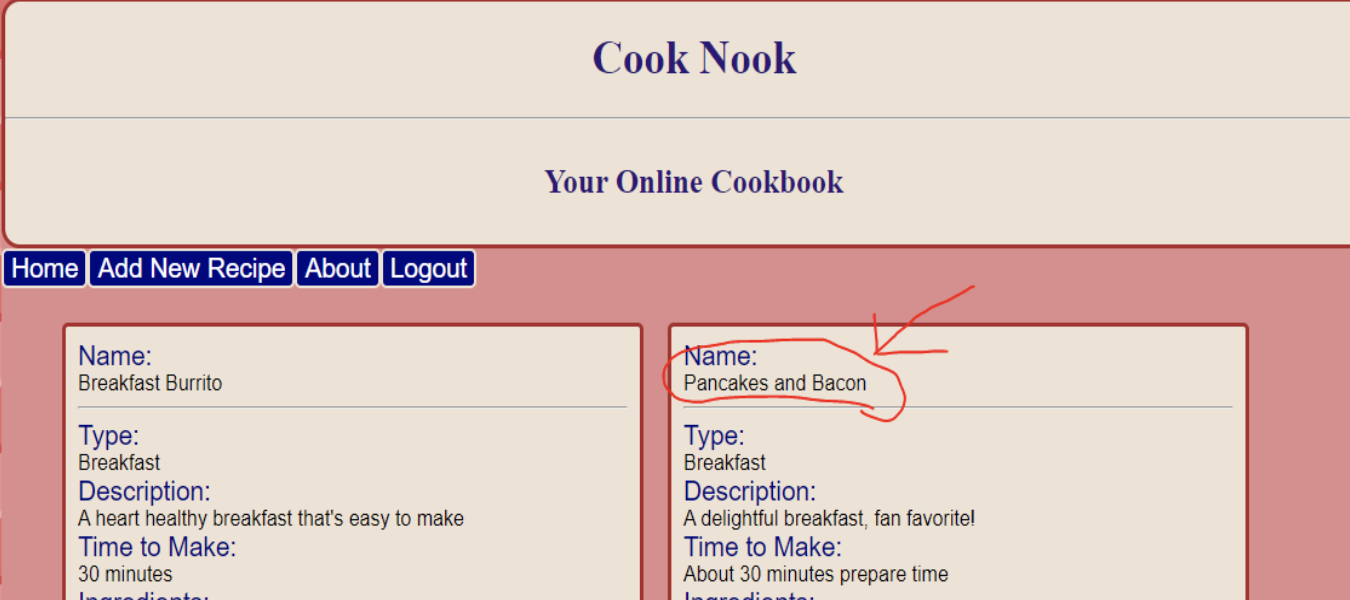 Cook Nook
Your Online Cookbook
Home Add New Recipe About Logout
Name:
Breakfast Burrito
Type:
Breakfast
Description:
A heart healthy breakfast that's easy to make
Time to Make:
30 minutes
Ingredients:
Name:
Pancakes and Bacon
Type:
Breakfast
Description:
A delightful breakfast, fan favorite!
Time to Make:
About 30 minutes prepare time
Ingredients: